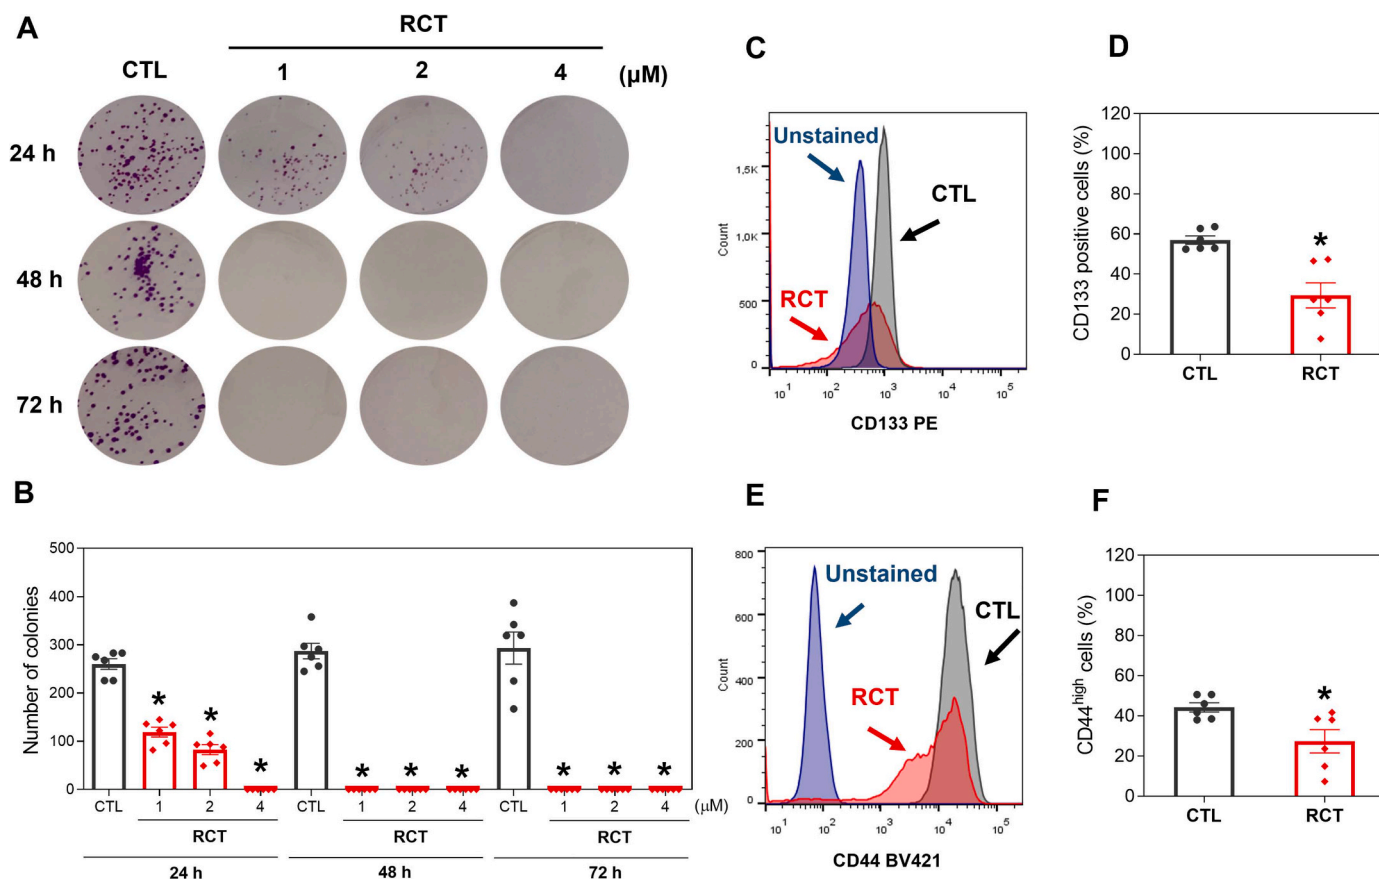 A
RCT
CTL 1 2 4 (µM)
24 h
48 h
72 h
B
Number of colonies
500
400
300
200
100
0
CTL 1 2 4 CTL 1 2 4 CTL 1 2 4 (µM)
* * * * * * * * *
RCT RCT RCT
24 h 48 h 72 h
C
Unstained
CTL
RCT
Count
1,5K
1,0K
500
0
10^1 10^2 10^3 10^4 10^5
CD133 PE
D
CD133 positive cells (%)
120
100
80
60
40
20
0
*
CTL RCT
E
Unstained
CTL
RCT
Count
800
600
400
200
0
10^1 10^2 10^3 10^4 10^5
CD44 BV421
F
CD44^high cells (%)
120
100
80
60
40
20
0
*
CTL RCT